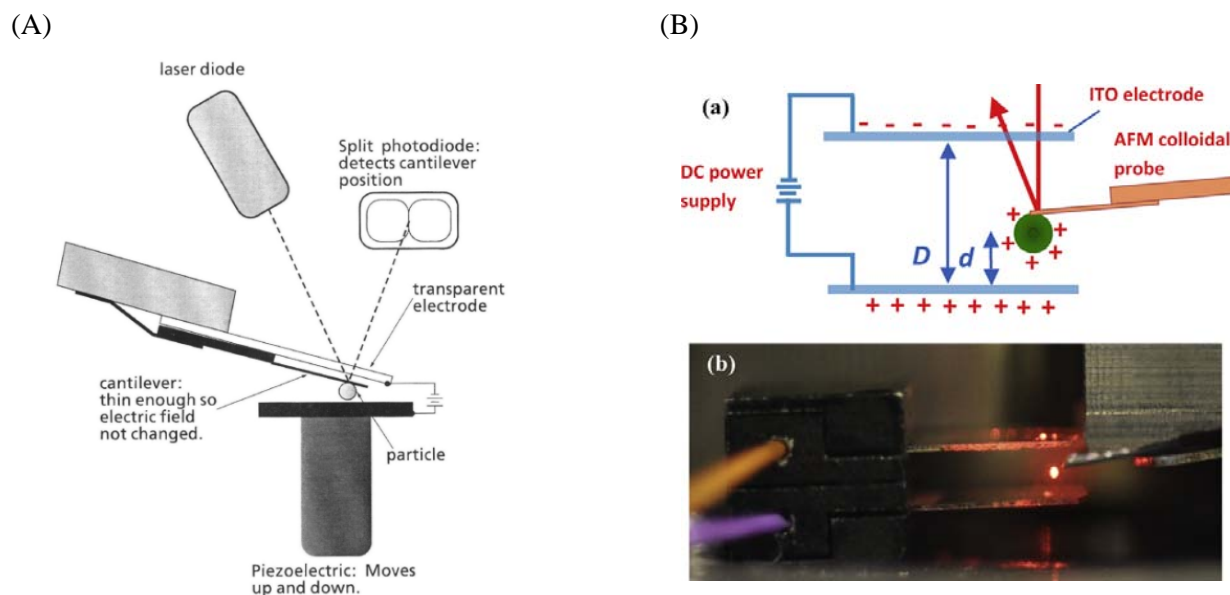 (A)
laser diode
Split photodiode:
detects cantilever
position
transparent
electrode
cantilever:
thin enough so
electric field
not changed.
particle
Piezoelectric: Moves
up and down.
(B)
(a)
ITO electrode
AFM colloidal
probe
DC power
supply
D
d
- - - - - - -
+ + + + + +
+ + + + + + + +
(b)